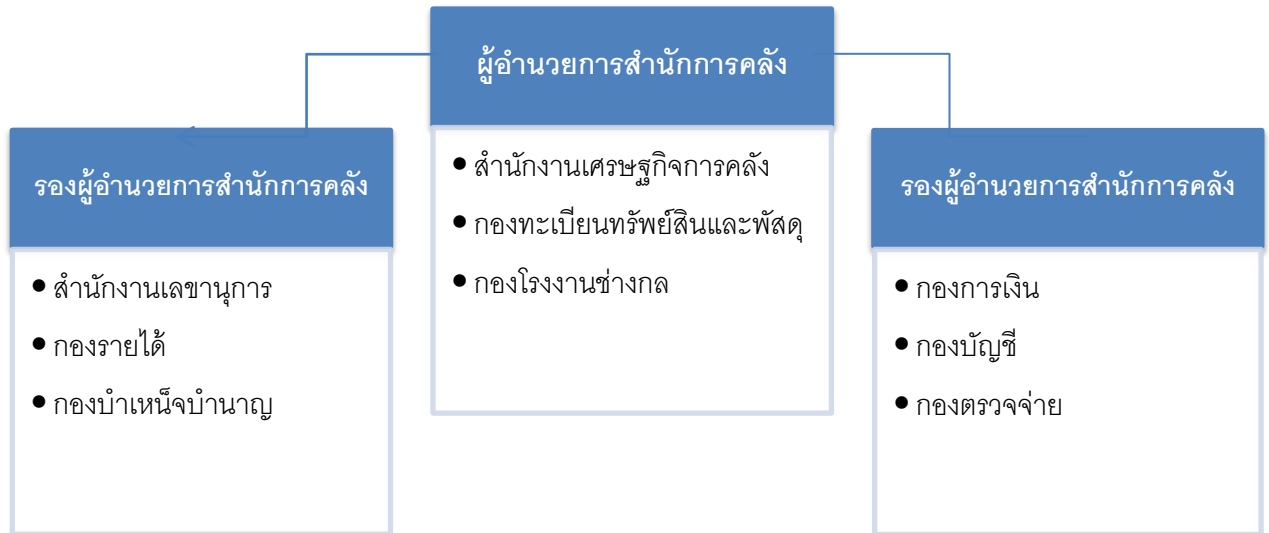 ผู้อำนวยการสำนักการคลัง
• สำนักงานเศรษฐกิจการคลัง
• กองทะเบียนทรัพย์สินและพัสดุ
• กองโรงงานช่างกล
รองผู้อำนวยการสำนักการคลัง
• สำนักงานเลขานุการ
• กองรายได้
• กองบำเหน็จบำนาญ
รองผู้อำนวยการสำนักการคลัง
• กองการเงิน
• กองบัญชี
• กองตรวจจ่าย